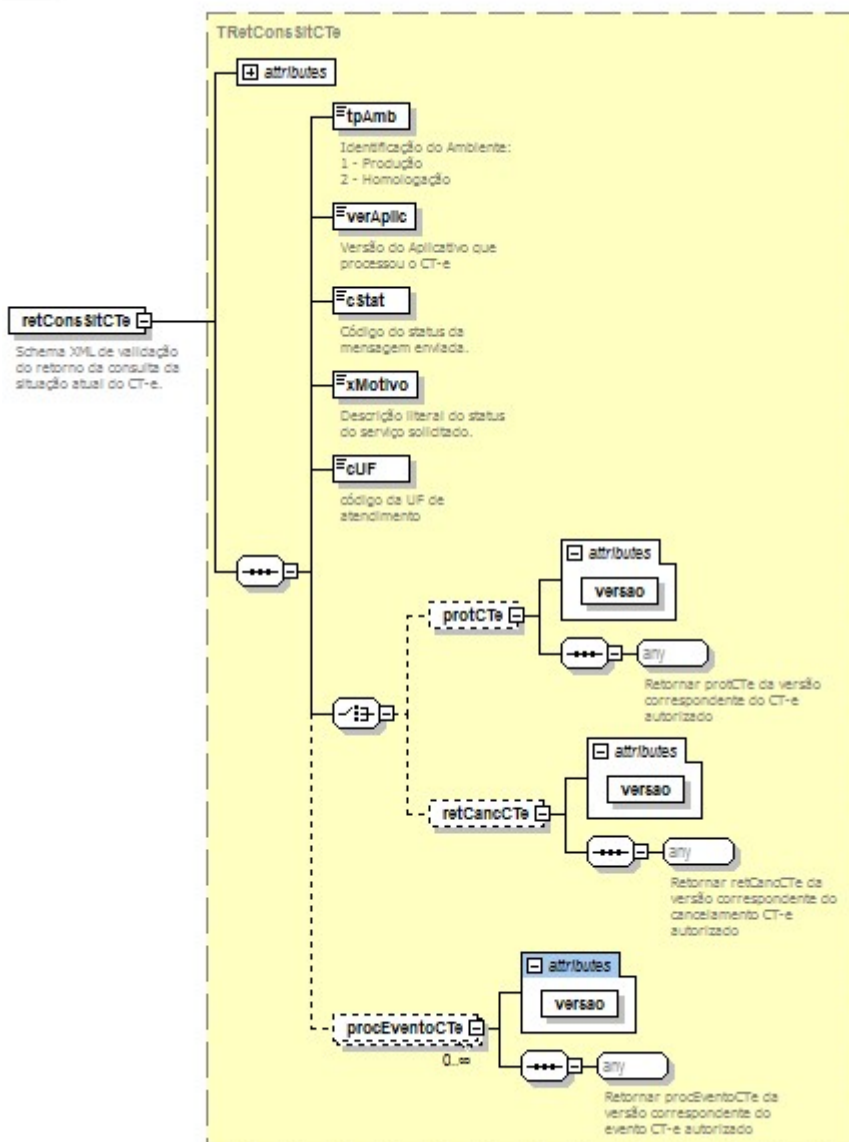 TRetConsSitCTe
attributes
tpAmb
Identificação do Ambiente:
1 - Produção
2 - Homologação
verAplic
Versão do Aplicativo que
processou o CT-e
retConsSitCTe
Schema XML de validação
do retorno da consulta da
situação atual do CT-e.
cStat
Código do status da
mensagem enviada.
xMotivo
Descrição literal do status
do serviço solicitado.
cUF
código da UF de
atendimento
protCTe
attributes
versao
any
Retornar protCTe da versão
correspondente do CT-e
autorizado
retCancCTe
attributes
versao
any
Retornar retCancCTe da
versão correspondente do
cancelamento CT-e
autorizado
procEventoCTe
0..∞
attributes
versao
any
Retornar procEventoCTe da
versão correspondente do
evento CT-e autorizado